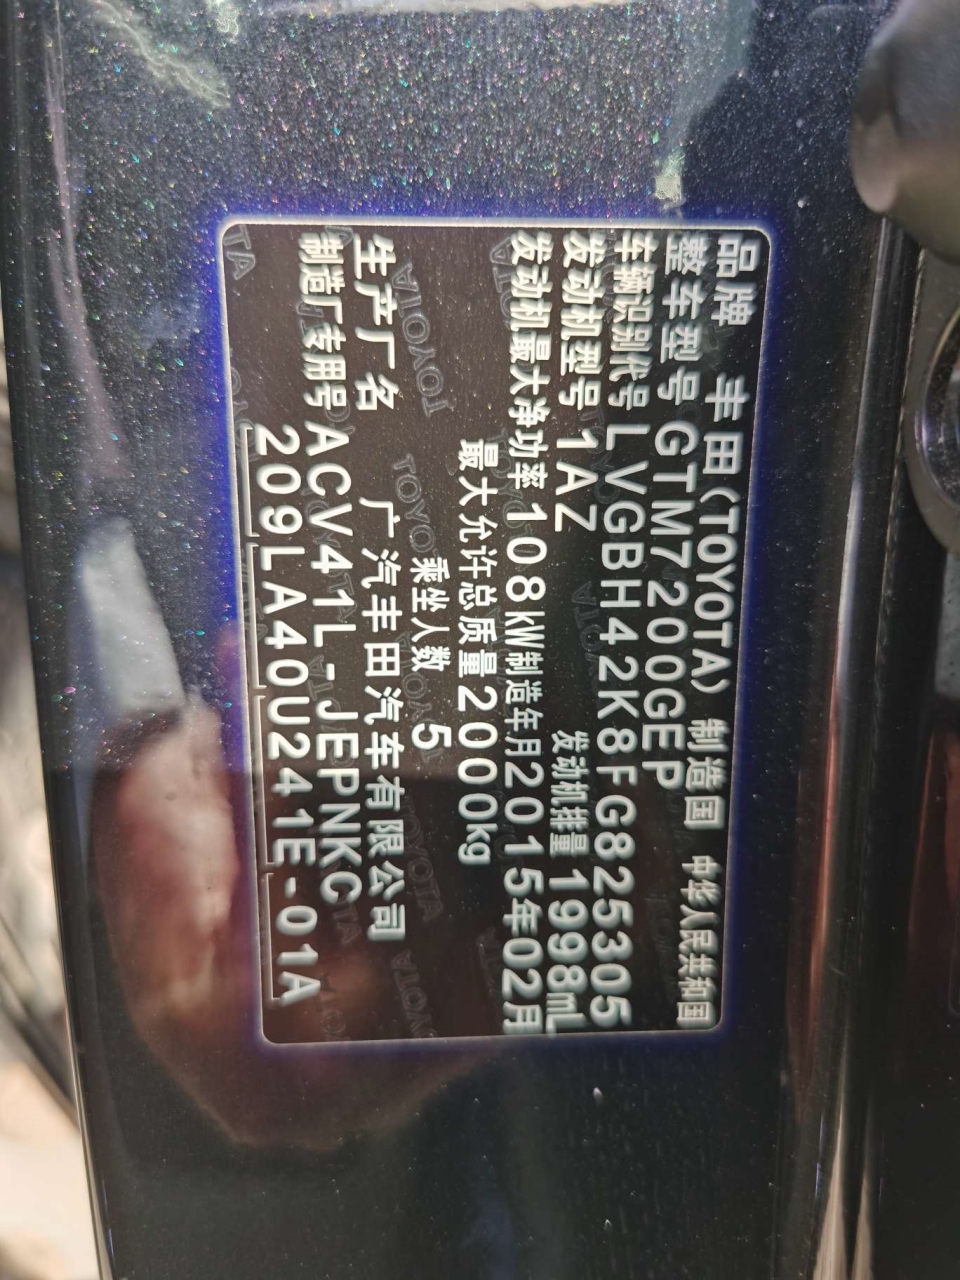 品牌 丰田(TOYOTA) 制造国 中华人民共和国
整车型号 GTM7200GEP
车辆识别代号 LVGBH42K8FG825305
发动机型号 1AZ 发动机排量 1998mL
发动机最大净功率 108kW 制造年月 2015年02月
最大允许总质量 2000kg
乘坐人数 5
生产厂名 广汽丰田汽车有限公司
制造厂专用号 ACV41L-JEPNKC
209LA40U241E-01A